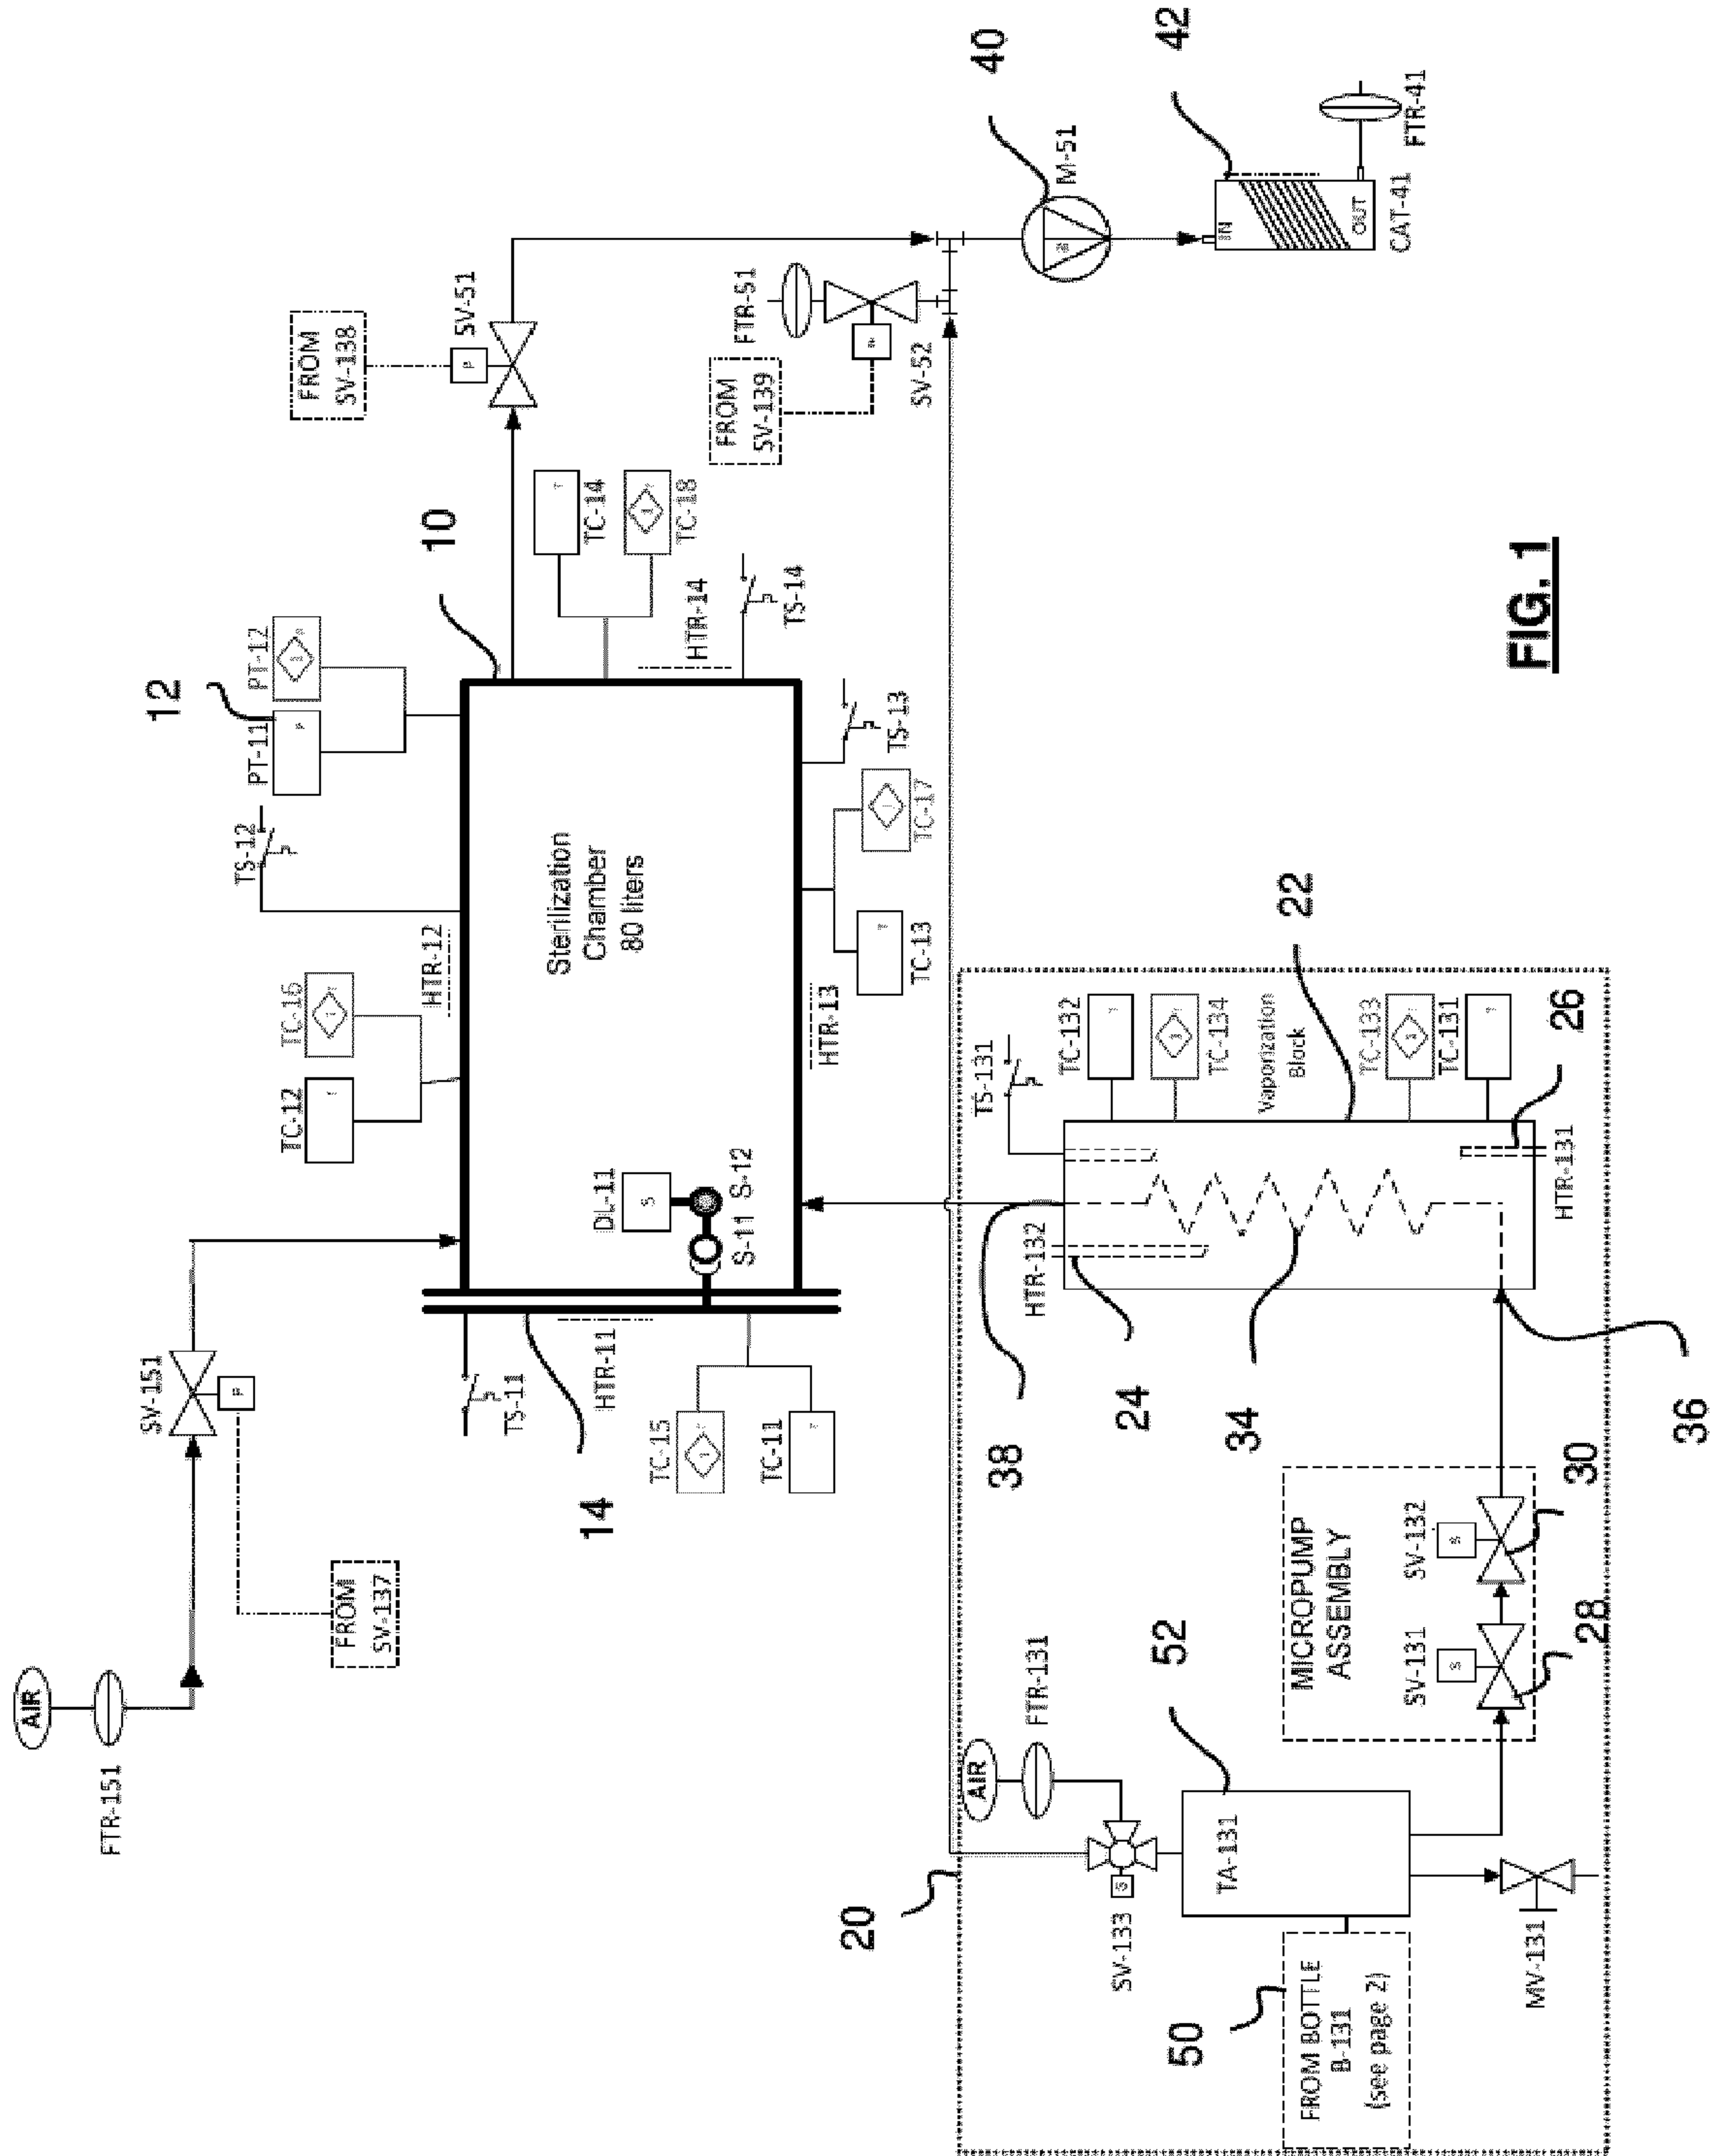 AIR
FTR-151
SV-151
P
FROM
SV-137
TS-11
14
HTR-11
TC-15
TC-11
T
DL-11
S
S-11
S-12
TC-12
T
TC-16
HTR-12
TS-12
12
PT-11
P
PT-12
Sterilization
Chamber
80 liters
10
HTR-13
TC-13
T
TC-17
TS-13
HTR-14
TS-14
TC-14
T
TC-18
FROM
SV-138
P
SV-51
FTR-51
FROM
SV-139
SV-52
40
M-51
42
IN
OUT
CAT-41
FTR-41
20
AIR
FTR-131
SV-133
S
TA-131
52
50
FROM BOTTLE
B-131
(see page 2)
MV-131
MICROPUMP
ASSEMBLY
SV-131
S
SV-132
S
28
30
36
38
HTR-132
24
34
TS-131
TC-132
T
TC-134
Vaporization
Block
22
TC-133
TC-131
T
26
HTR-131
FIG. 1